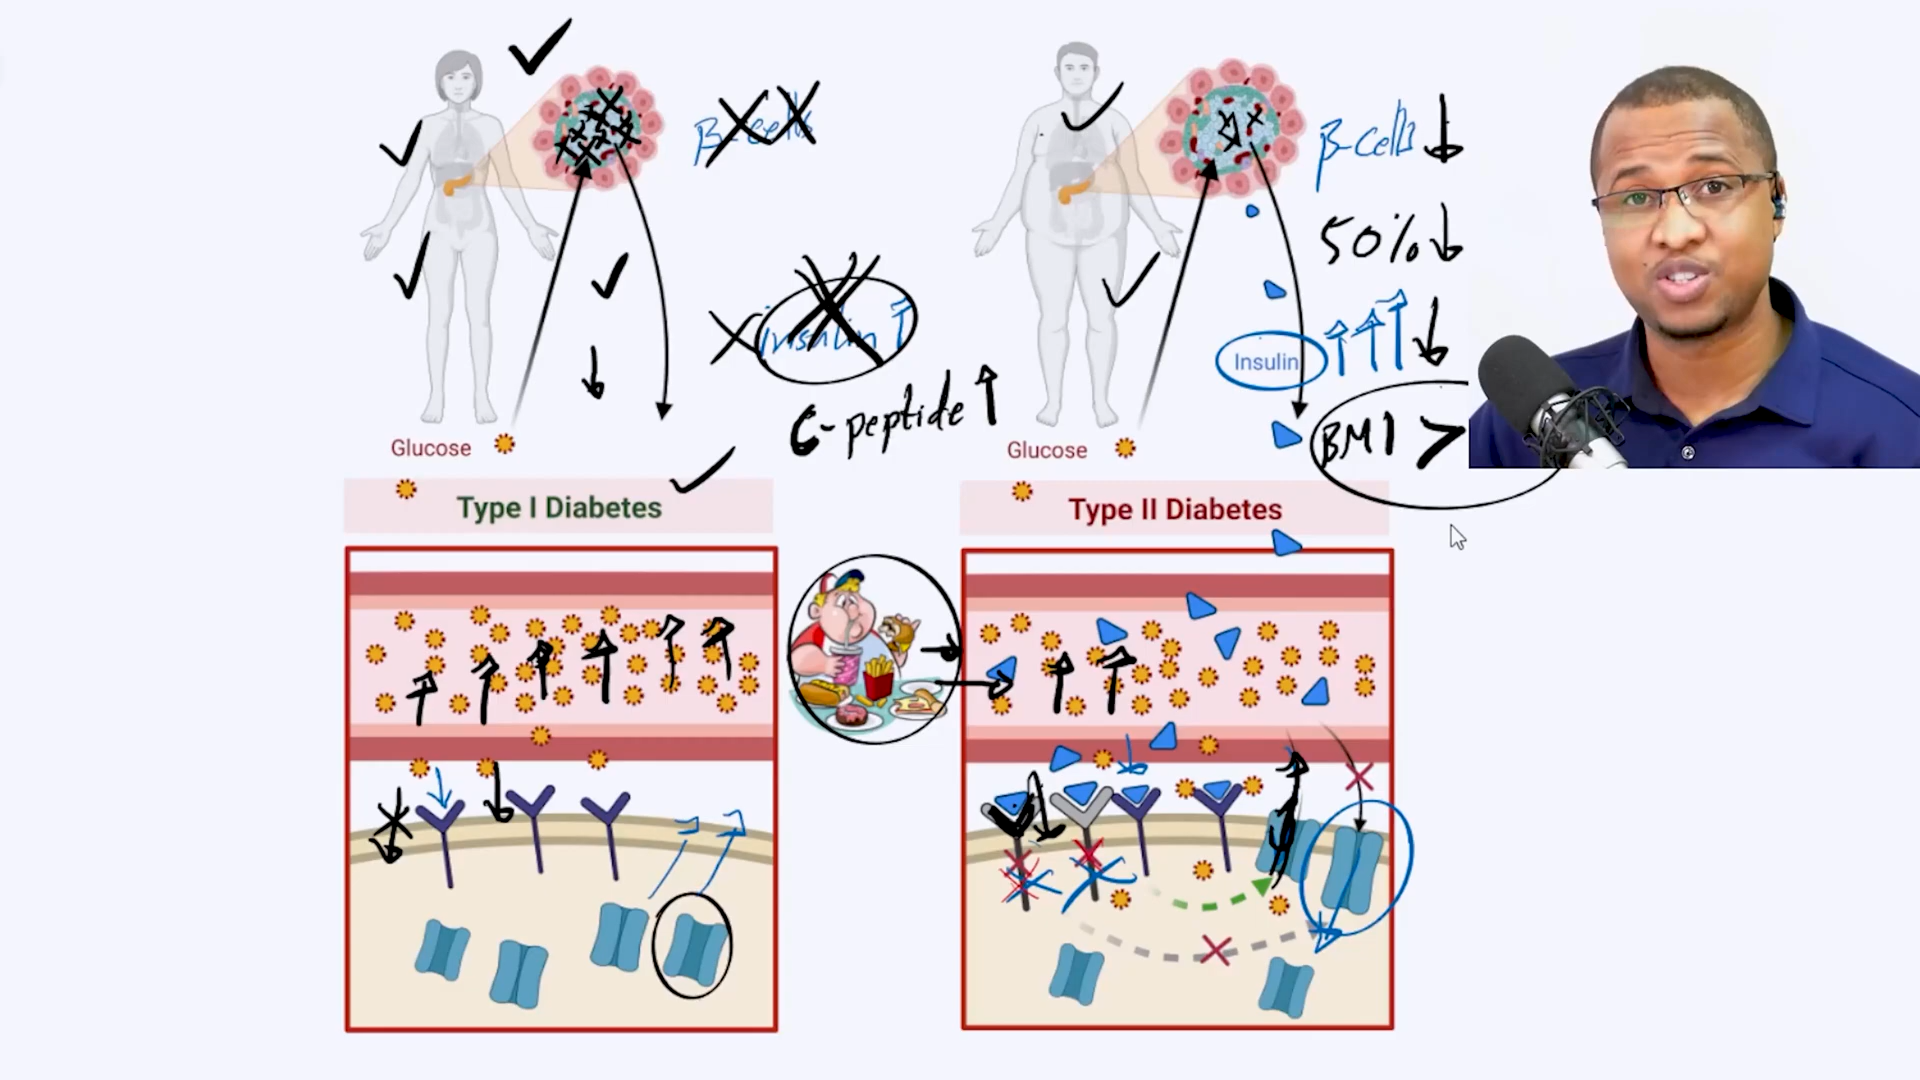 β-cells
insulin ↑
C-peptide ↑
Glucose
Type I Diabetes
β-cells ↓
50% ↓
Insulin ↑↑↑ ↓
BMI >
Glucose
Type II Diabetes